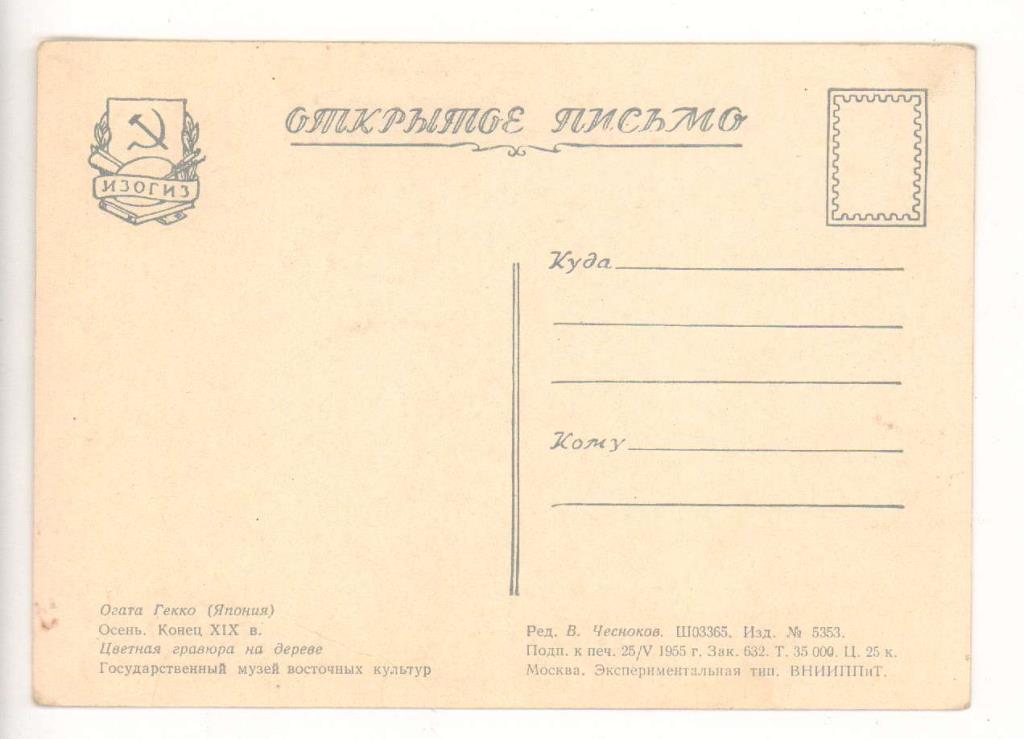 ОТКРЫТОЕ ПИСЬМО
ИЗОГИЗ
Куда
Кому
Огата Гекко (Япония)
Осень. Конец XIX в.
Цветная гравюра на дереве
Государственный музей восточных культур
Ред. В. Чесноков. Ш03365. Изд. № 5353.
Подп. к печ. 25/V 1955 г. Зак. 632. Т. 35 000. Ц. 25 к.
Москва. Экспериментальная тип. ВНИИППиТ.